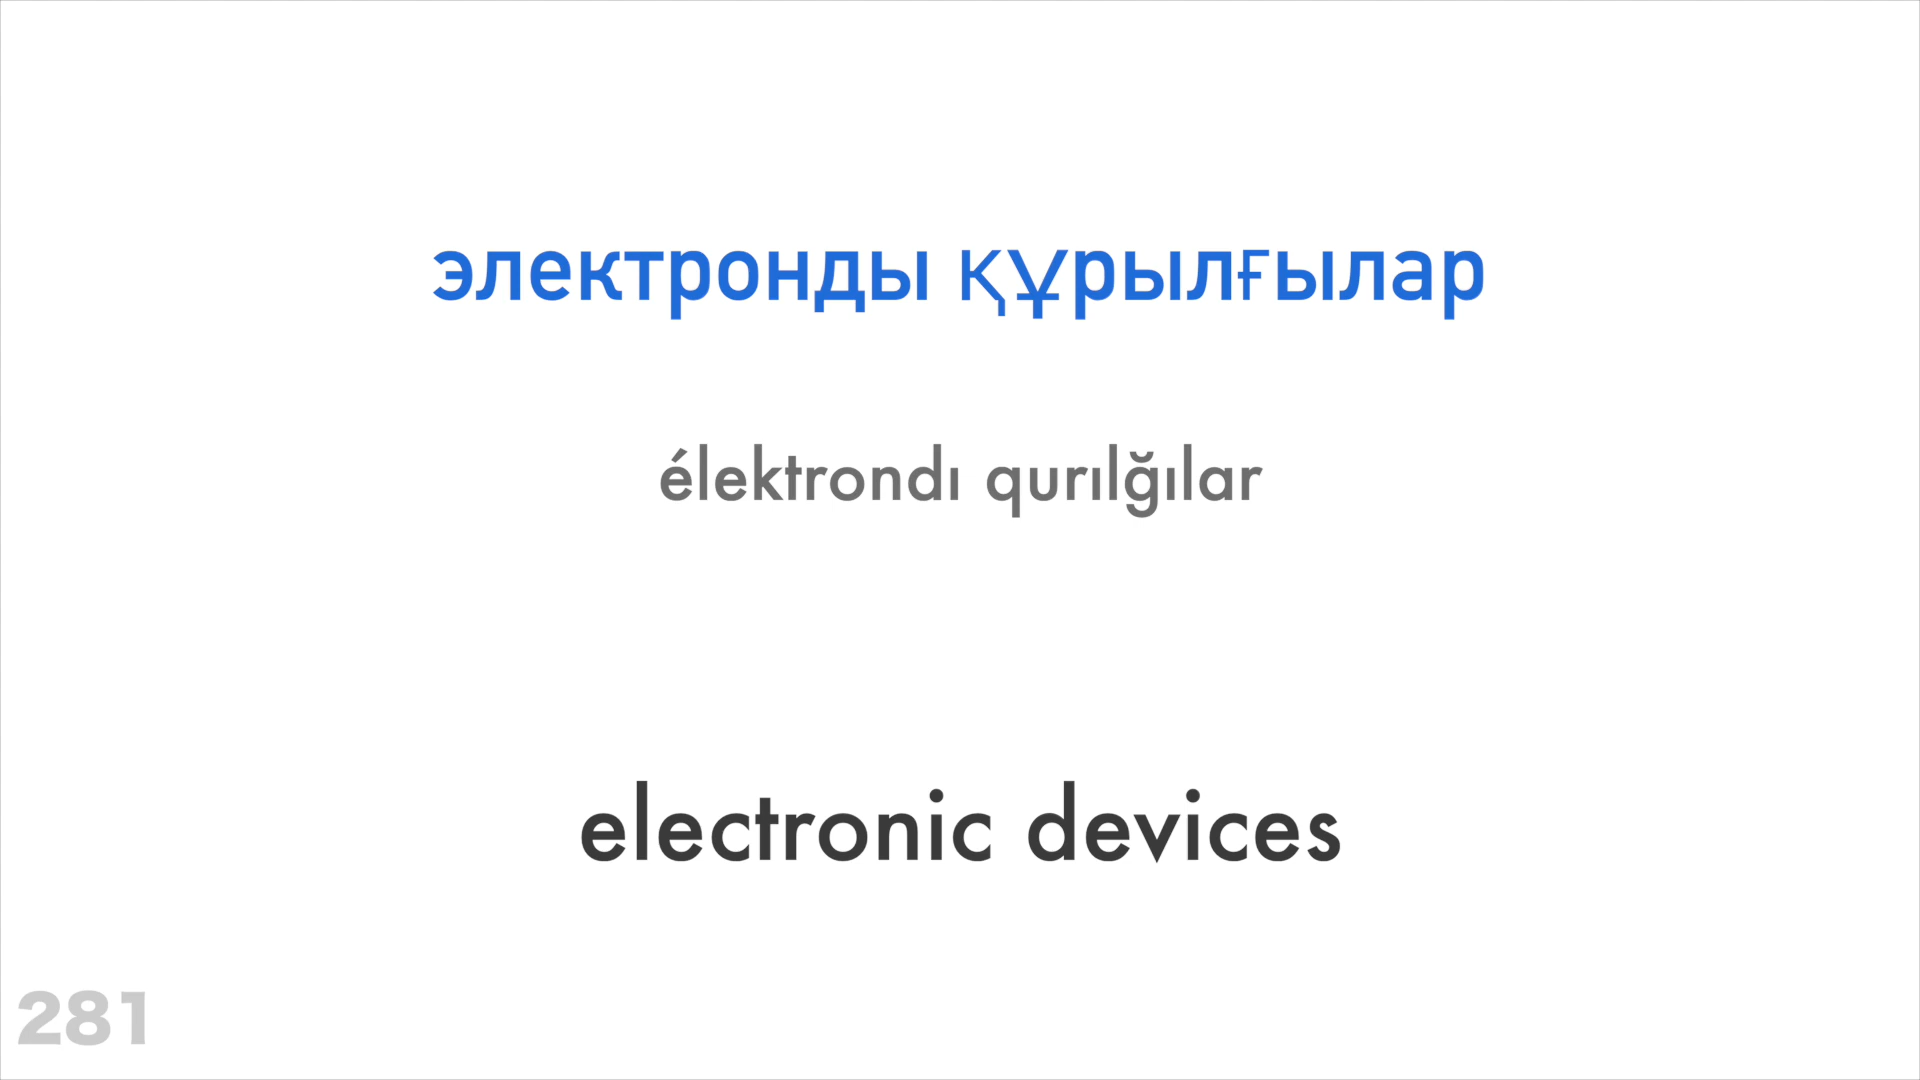 электронды құрылғылар
élektrondı qurılğılar
electronic devices
281